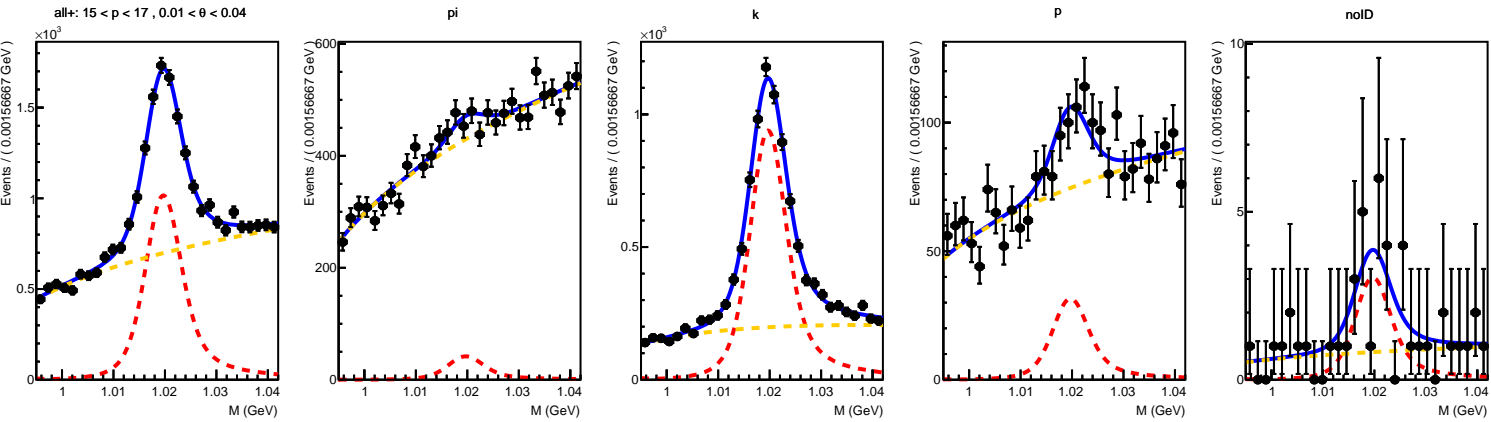 all+: 15 < p < 17 , 0.01 < θ < 0.04
×10³
Events / ( 0.00156667 GeV )
1.5
1
0.5
0
1 1.01 1.02 1.03 1.04
M (GeV)
pi
Events / ( 0.00156667 GeV )
600
400
200
0
1 1.01 1.02 1.03 1.04
M (GeV)
k
×10³
Events / ( 0.00156667 GeV )
1
0.5
0
1 1.01 1.02 1.03 1.04
M (GeV)
p
Events / ( 0.00156667 GeV )
100
50
0
1 1.01 1.02 1.03 1.04
M (GeV)
noID
Events / ( 0.00156667 GeV )
10
5
0
1 1.01 1.02 1.03 1.04
M (GeV)